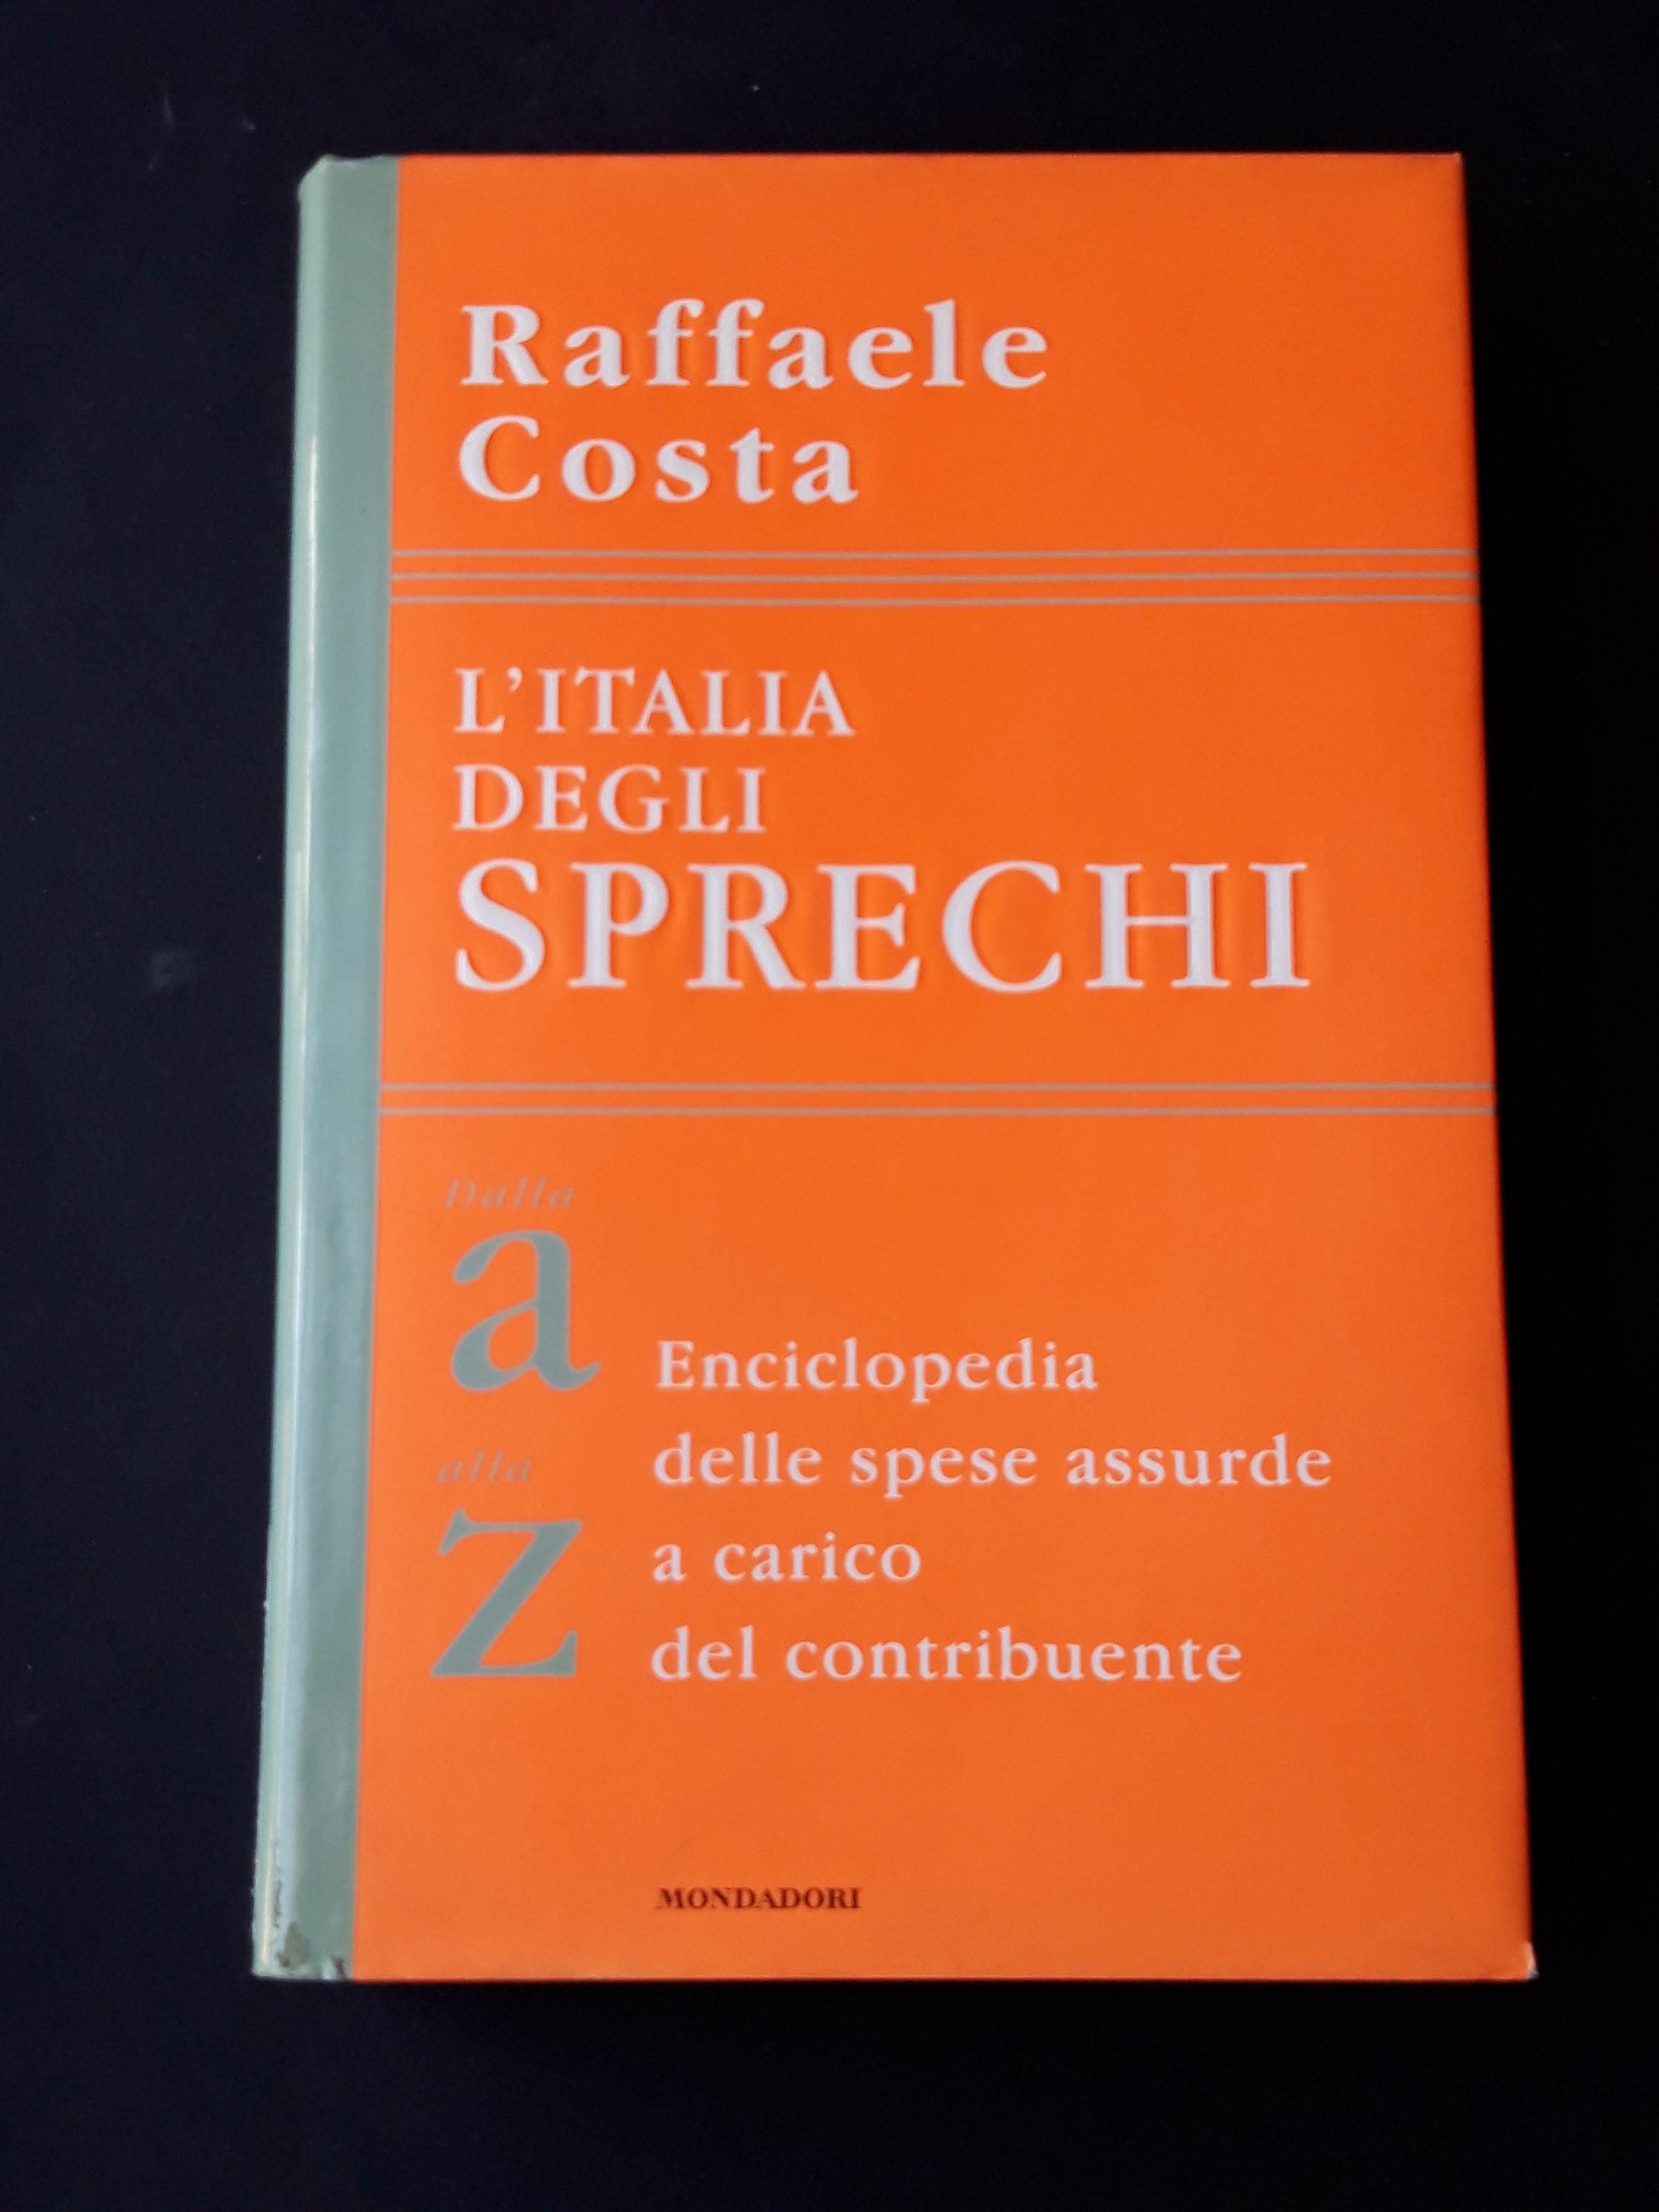 Raffaele
Costa
L'ITALIA
DEGLI
SPRECHI
Dalla
a
alla
z
Enciclopedia
delle spese assurde
a carico
del contribuente
MONDADORI